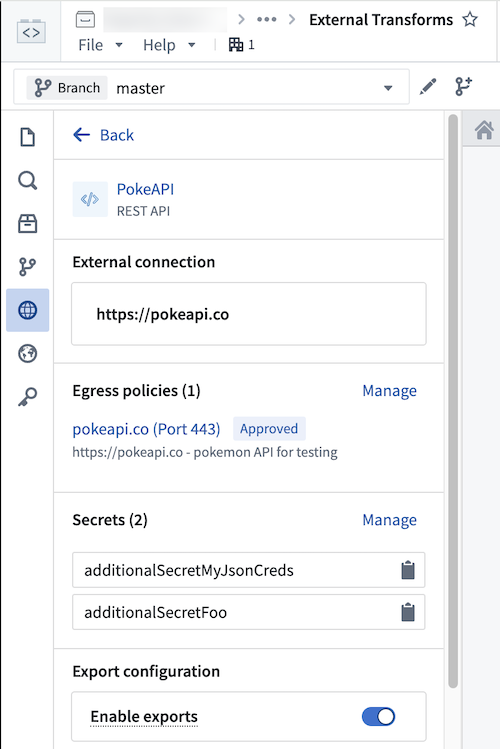 External Transforms
File Help 1
Branch master
Back
PokeAPI
REST API
External connection
https://pokeapi.co
Egress policies (1) Manage
pokeapi.co (Port 443) Approved
https://pokeapi.co - pokemon API for testing
Secrets (2) Manage
additionalSecretMyJsonCreds
additionalSecretFoo
Export configuration
Enable exports